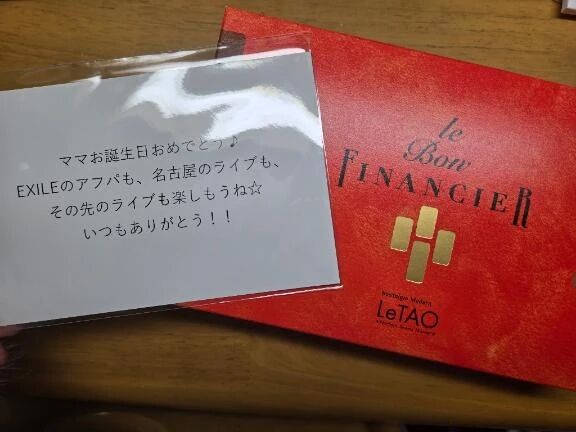 ママお誕生日おめでとう♪
EXILEのアフパも、名古屋のライブも、
その先のライブも楽しもうね☆
いつもありがとう！！
le
Bon
FINANCIER
Nostalgic Modern
LeTAO